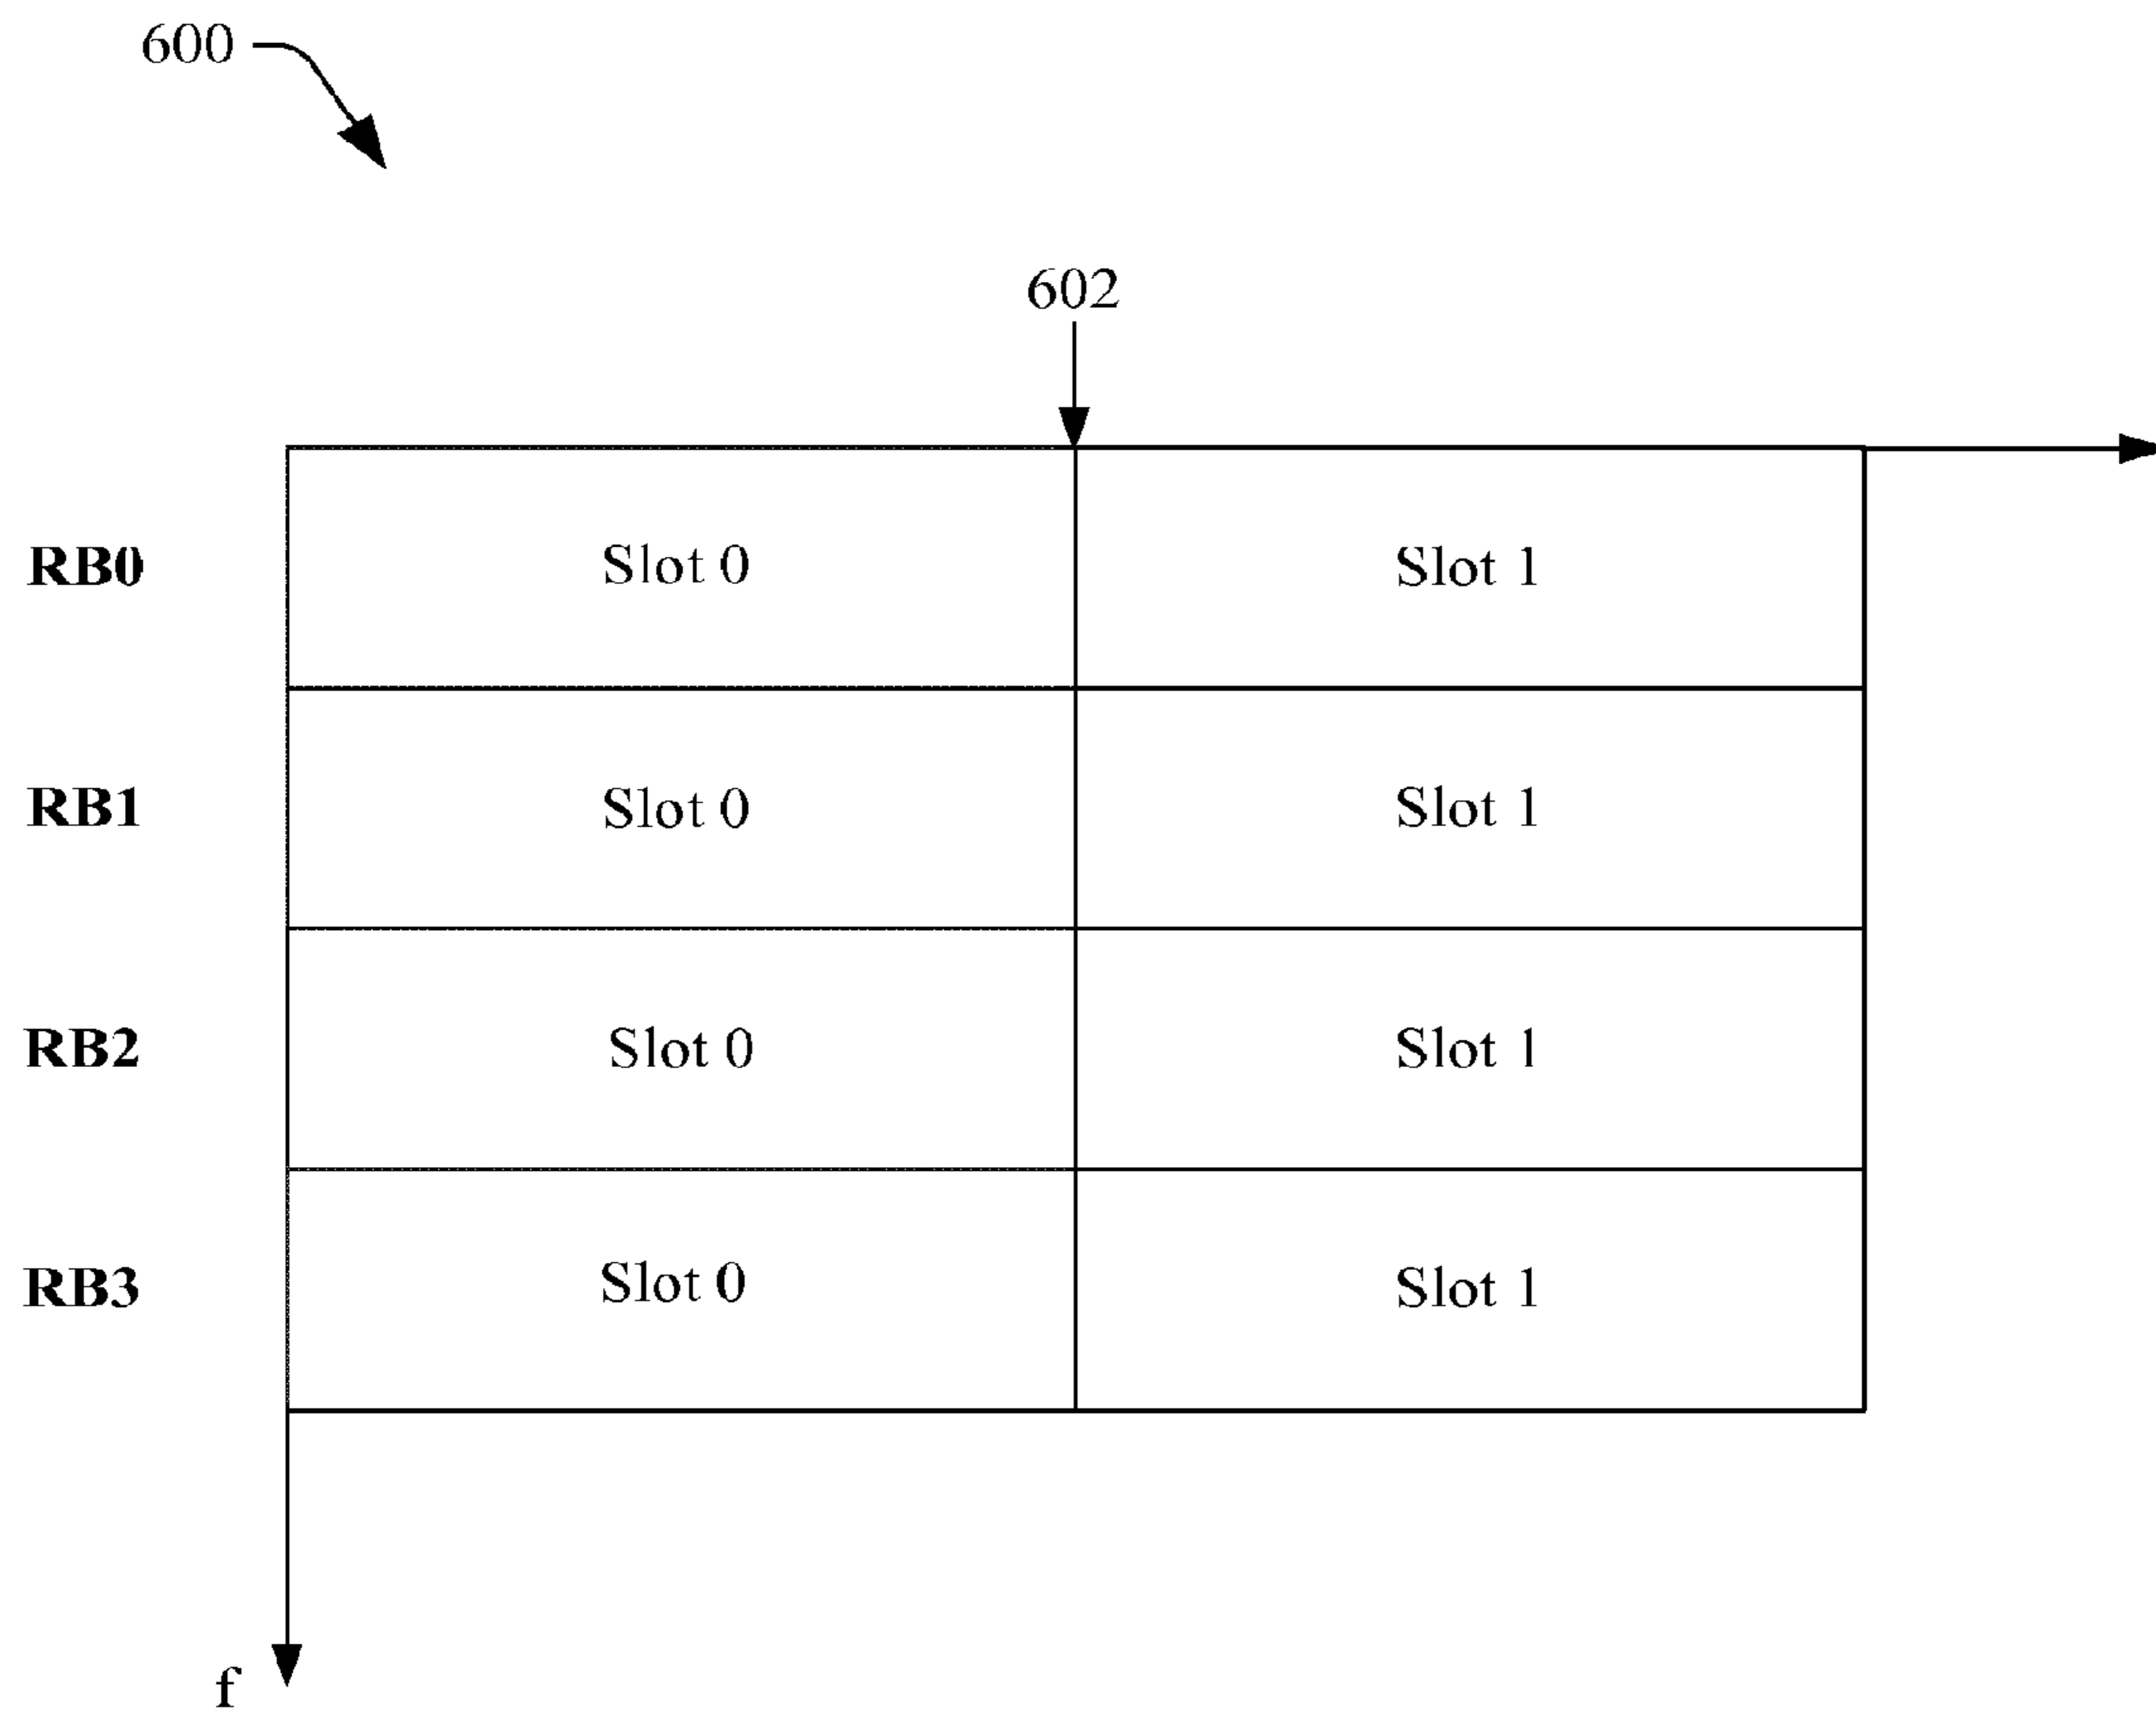 600
602
RB0 Slot 0 Slot 1
RB1 Slot 0 Slot 1
RB2 Slot 0 Slot 1
RB3 Slot 0 Slot 1
f